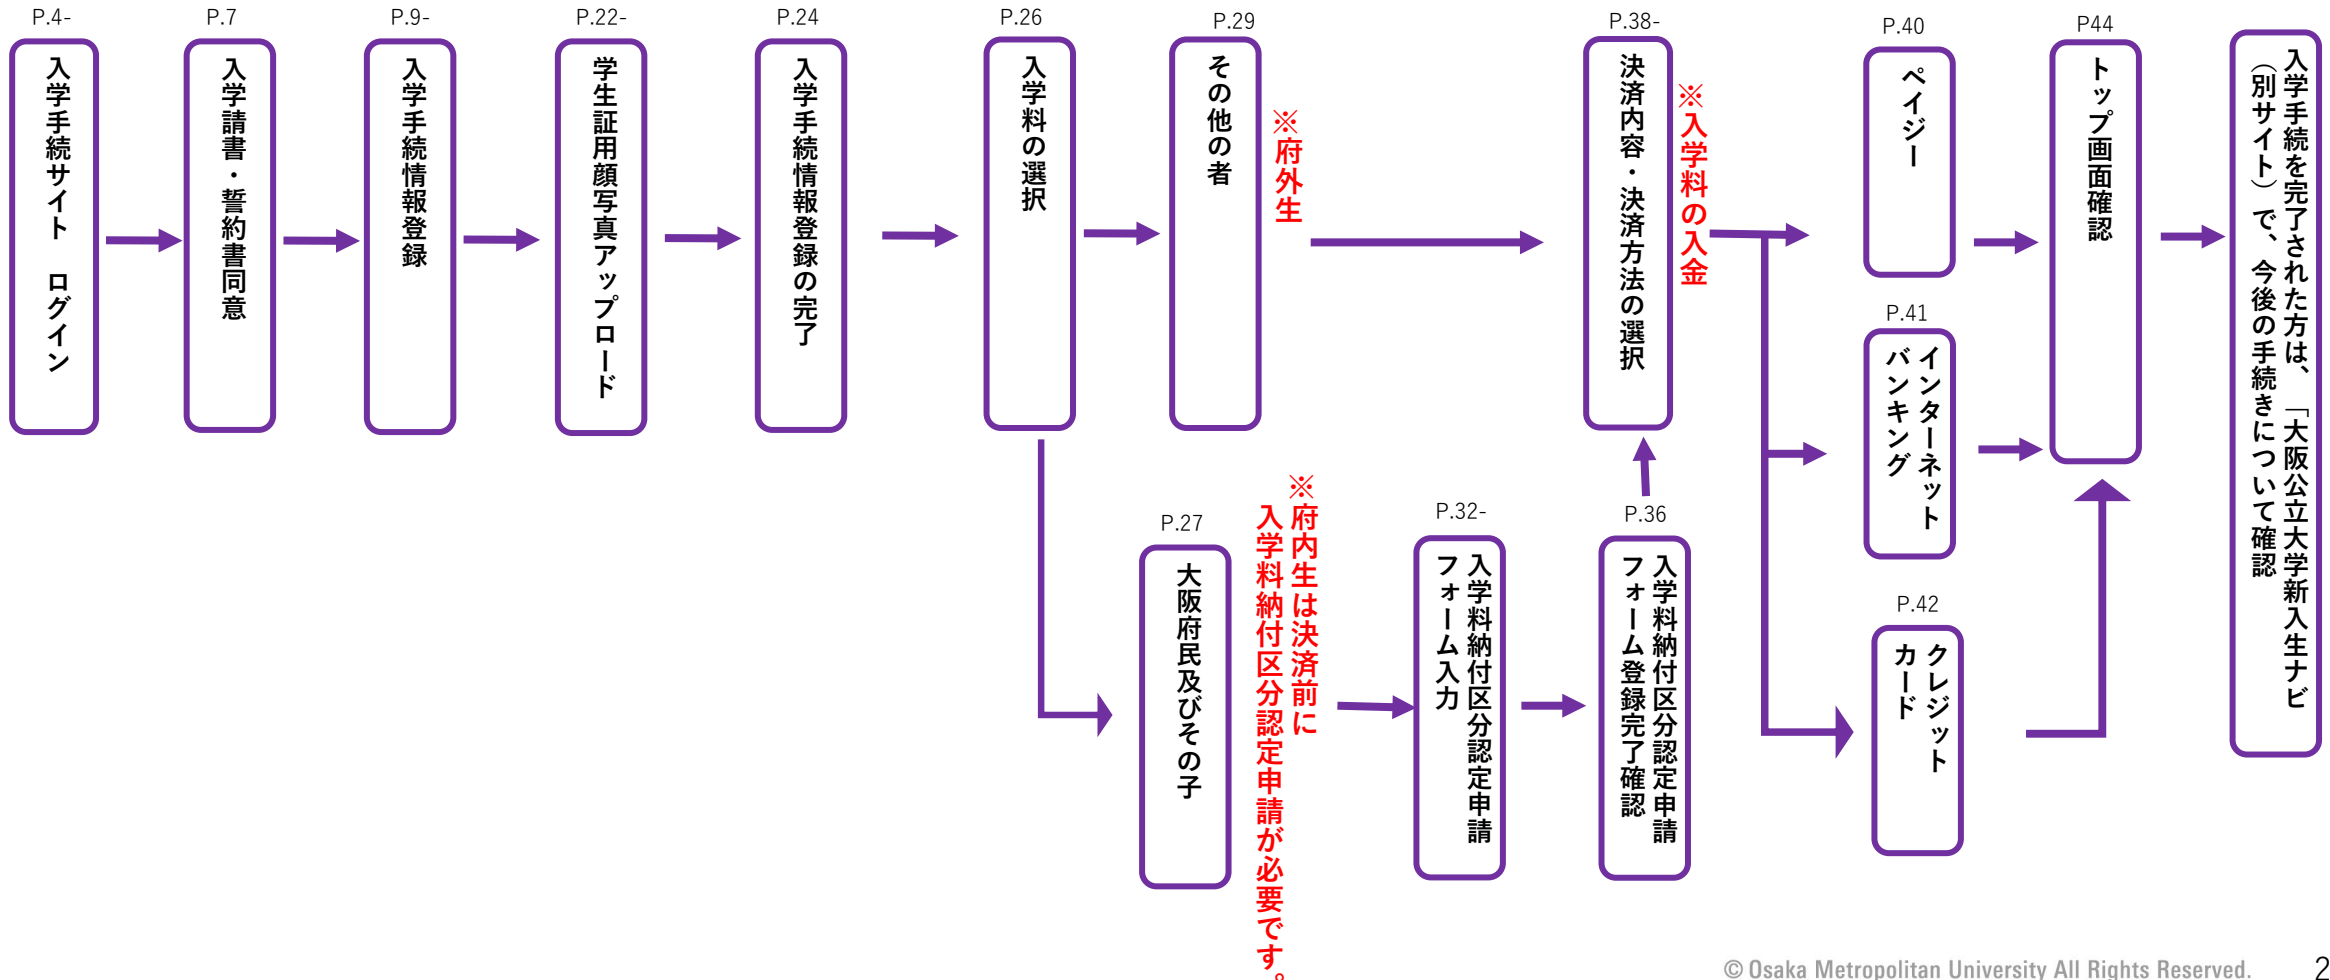 P.4-
入学手続サイト　ログイン
P.7
入学請書・誓約書同意
P.9-
入学手続情報登録
P.22-
学生証用顔写真アップロード
P.24
入学手続情報登録の完了
P.26
入学料の選択
P.29
その他の者
※府外生
P.27
大阪府民及びその子
※府内生は決済前に
入学料納付区分認定申請が必要です。
P.32-
入学料納付区分認定申請
フォーム入力
P.36
入学料納付区分認定申請
フォーム登録完了確認
P.38-
決済内容・決済方法の選択
※入学料の入金
P.40
ペイジー
P.41
インターネット
バンキング
P.42
クレジット
カード
P44
トップ画面確認
入学手続を完了された方は、「大阪公立大学新入生ナビ
（別サイト）で、今後の手続きについて確認
© Osaka Metropolitan University All Rights Reserved.
2